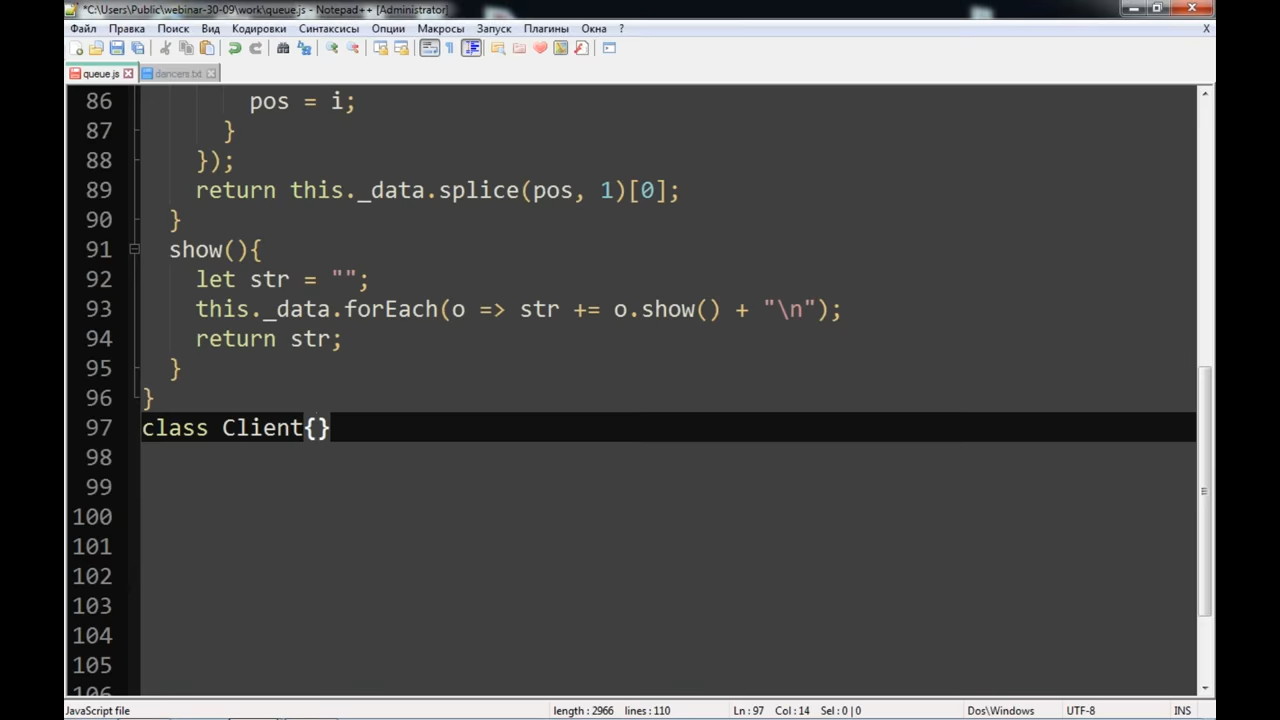 *C:\Users\Public\webinar-30-09\work\queue.js - Notepad++ [Administrator]
Файл Правка Поиск Вид Кодировки Синтаксисы Опции Макросы Запуск Плагины Окна ? X
queue.js dancers.txt
86 pos = i;
87 }
88 });
89 return this._data.splice(pos, 1)[0];
90 }
91 show(){
92 let str = "";
93 this._data.forEach(o => str += o.show() + "\n");
94 return str;
95 }
96 }
97 class Client{}
98
99
100
101
102
103
104
105
106
JavaScript file length : 2966 lines : 110 Ln : 97 Col : 14 Sel : 0 | 0 Dos\Windows UTF-8 INS